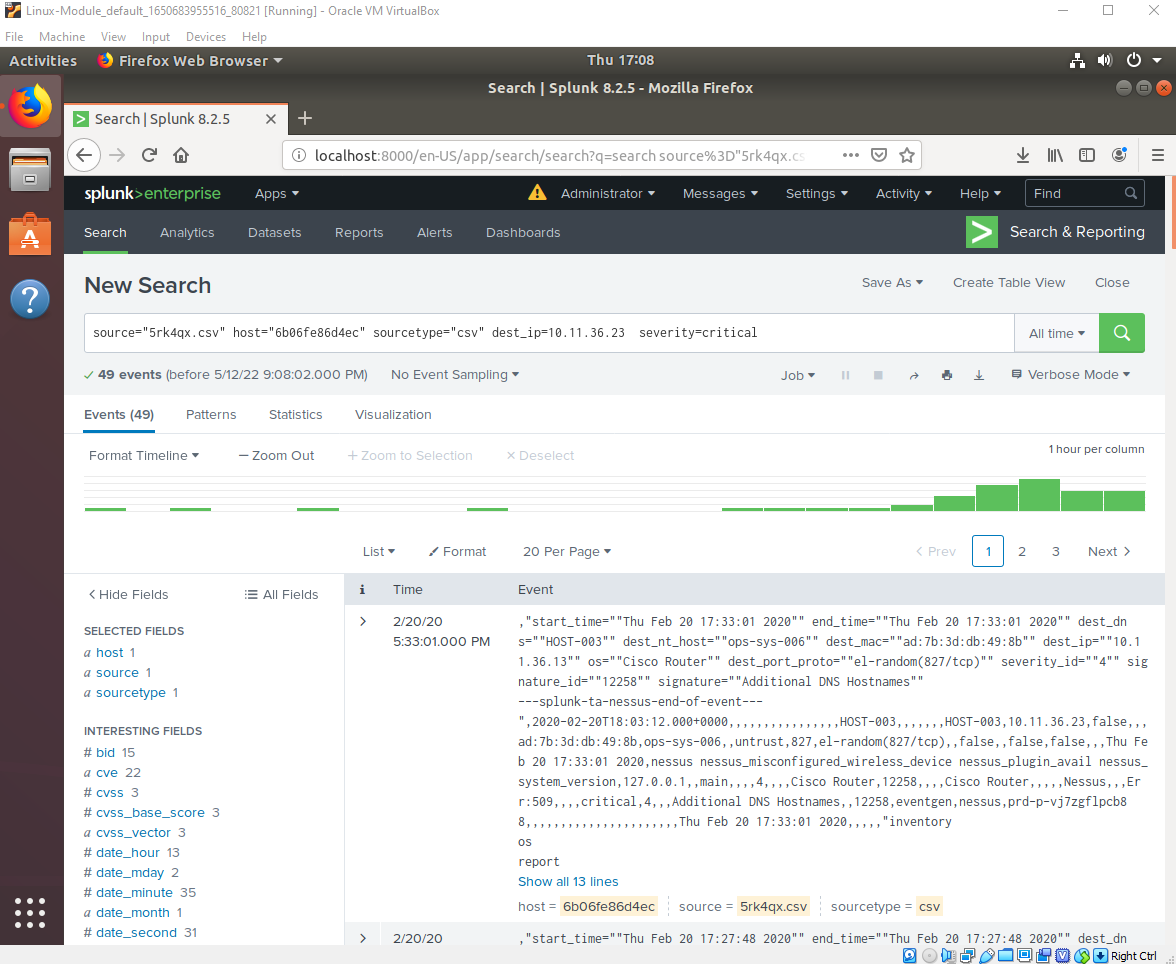 Linux-Module_default_1650683955516_80821 [Running] - Oracle VM VirtualBox
File Machine View Input Devices Help
Activities Firefox Web Browser Thu 17:08
Search | Splunk 8.2.5 - Mozilla Firefox
Search | Splunk 8.2.5
localhost:8000/en-US/app/search/search?q=search source%3D"5rk4qx.cs
splunk>enterprise Apps Administrator Messages Settings Activity Help Find
Search Analytics Datasets Reports Alerts Dashboards Search & Reporting
New Search Save As Create Table View Close
source="5rk4qx.csv" host="6b06fe86d4ec" sourcetype="csv" dest_ip=10.11.36.23  severity=critical All time
49 events (before 5/12/22 9:08:02.000 PM) No Event Sampling Job Verbose Mode
Events (49) Patterns Statistics Visualization
Format Timeline — Zoom Out + Zoom to Selection × Deselect 1 hour per column
List Format 20 Per Page < Prev 1 2 3 Next >
< Hide Fields All Fields
SELECTED FIELDS
a host 1
a source 1
a sourcetype 1
INTERESTING FIELDS
# bid 15
a cve 22
# cvss 3
# cvss_base_score 3
a cvss_vector 3
# date_hour 13
# date_mday 2
# date_minute 35
a date_month 1
# date_second 31
i Time Event
> 2/20/20
5:33:01.000 PM
,"start_time=""Thu Feb 20 17:33:01 2020"" end_time=""Thu Feb 20 17:33:01 2020"" dest_dn
s=""HOST-003"" dest_nt_host=""ops-sys-006"" dest_mac=""ad:7b:3d:db:49:8b"" dest_ip=""10.1
1.36.13"" os=""Cisco Router"" dest_port_proto=""el-random(827/tcp)"" severity_id=""4"" sig
nature_id=""12258"" signature=""Additional DNS Hostnames""
---splunk-ta-nessus-end-of-event---
",2020-02-20T18:03:12.000+0000,,,,,,,,,,,,,,,,HOST-003,,,,,,,HOST-003,10.11.36.23,false,,,
ad:7b:3d:db:49:8b,ops-sys-006,,untrust,827,el-random(827/tcp),,false,,false,false,,,Thu Fe
b 20 17:33:01 2020,nessus nessus_misconfigured_wireless_device nessus_plugin_avail nessus_
system_version,127.0.0.1,,main,,,,4,,,,Cisco Router,12258,,,,Cisco Router,,,,,Nessus,,,Er
r:509,,,,critical,4,,,Additional DNS Hostnames,,12258,eventgen,nessus,prd-p-vj7zgflpcb8
8,,,,,,,,,,,,,,,,,,,,,,Thu Feb 20 17:33:01 2020,,,,,"inventory
os
report
Show all 13 lines
host = 6b06fe86d4ec source = 5rk4qx.csv sourcetype = csv
> 2/20/20 ,"start_time=""Thu Feb 20 17:27:48 2020"" end_time=""Thu Feb 20 17:27:48 2020"" dest_dn
Right Ctrl